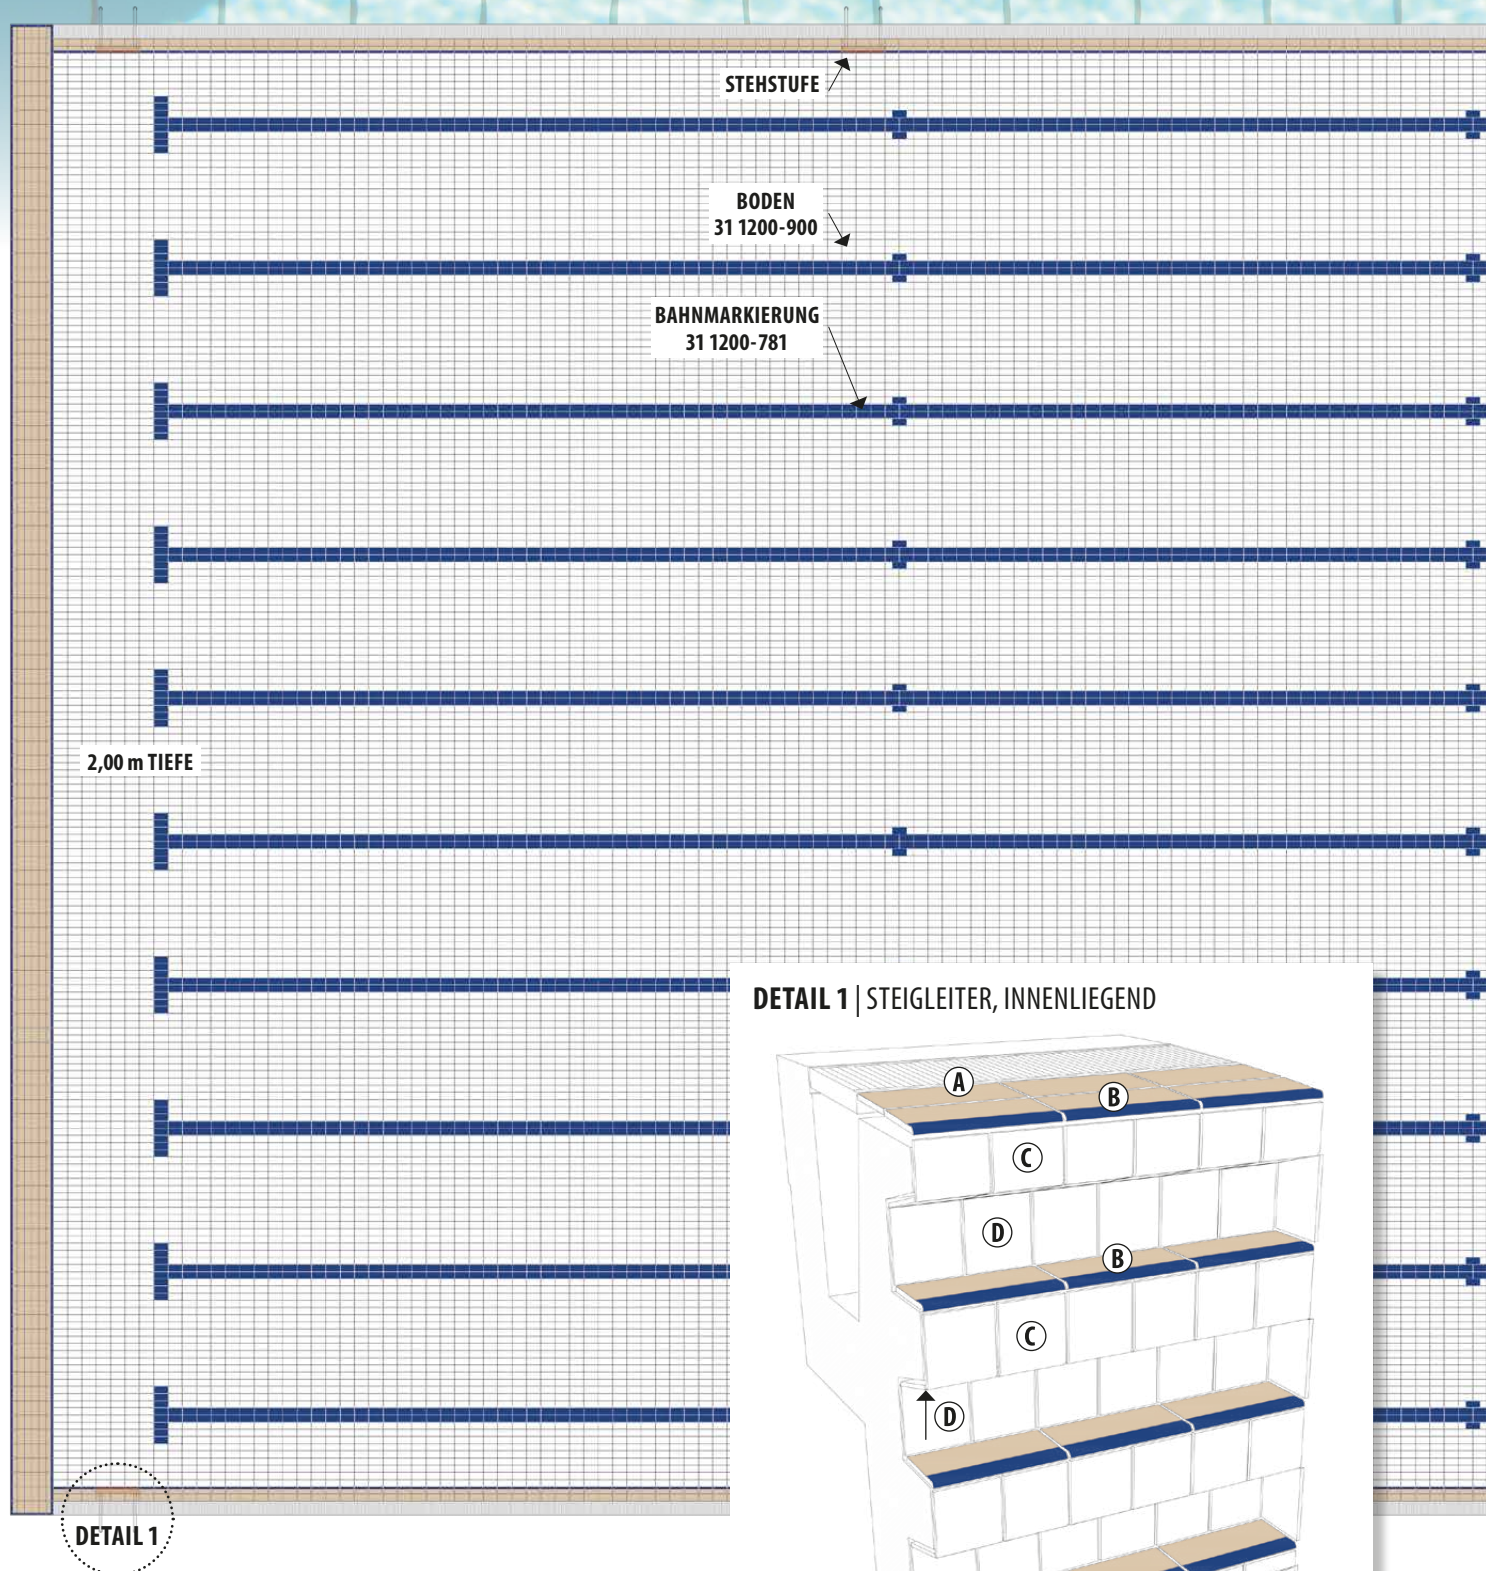 STEHSTUFE
BODEN
31 1200-900
BAHNMARKIERUNG
31 1200-781
2,00 m TIEFE
DETAIL 1 | STEIGLEITER, INNENLIEGEND
A
B
C
D
B
C
D
DETAIL 1